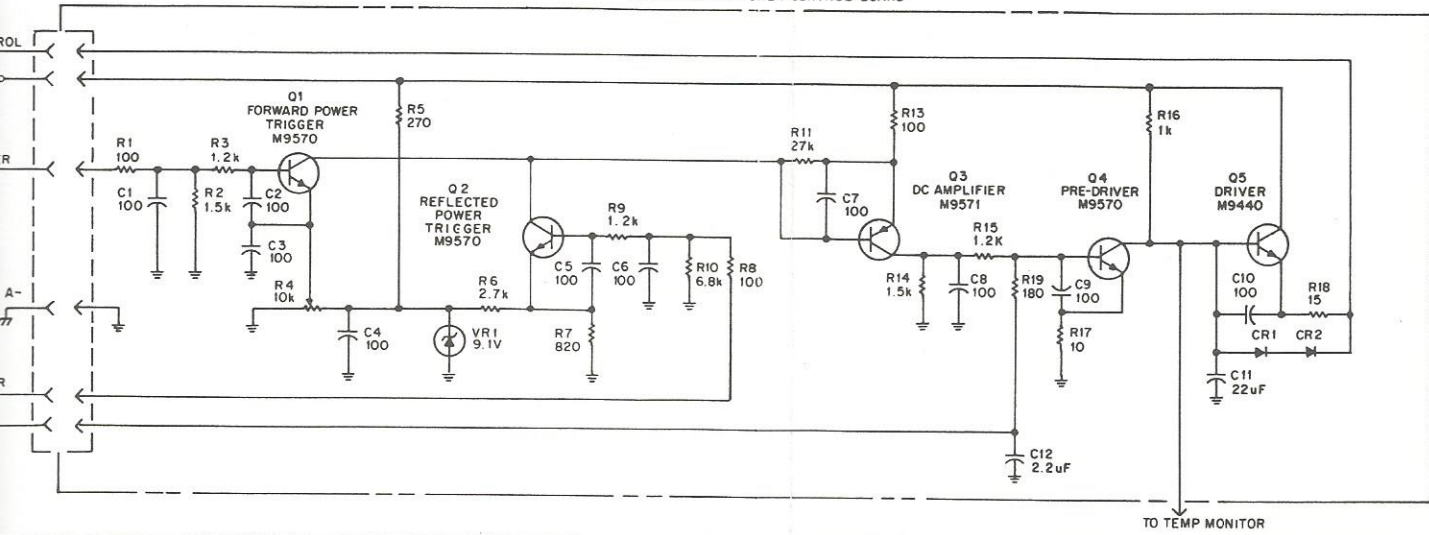 ROL
R
A-
R
Q1
FORWARD POWER
TRIGGER
M9570
R1
100
R3
1.2k
C1
100
R2
1.5k
C2
100
C3
100
R4
10k
R5
270
C4
100
VR1
9.1V
Q2
REFLECTED
POWER
TRIGGER
M9570
R6
2.7k
R9
1.2k
C5
100
C6
100
R10
6.8k
R8
100
R7
820
R11
27k
R13
100
C7
100
Q3
DC AMPLIFIER
M9571
R15
1.2K
R14
1.5k
C8
100
R19
180
C9
100
R17
10
C12
2.2uF
Q4
PRE-DRIVER
M9570
R16
1k
Q5
DRIVER
M9440
C10
100
R18
15
CR1
CR2
C11
22uF
TO TEMP MONITOR